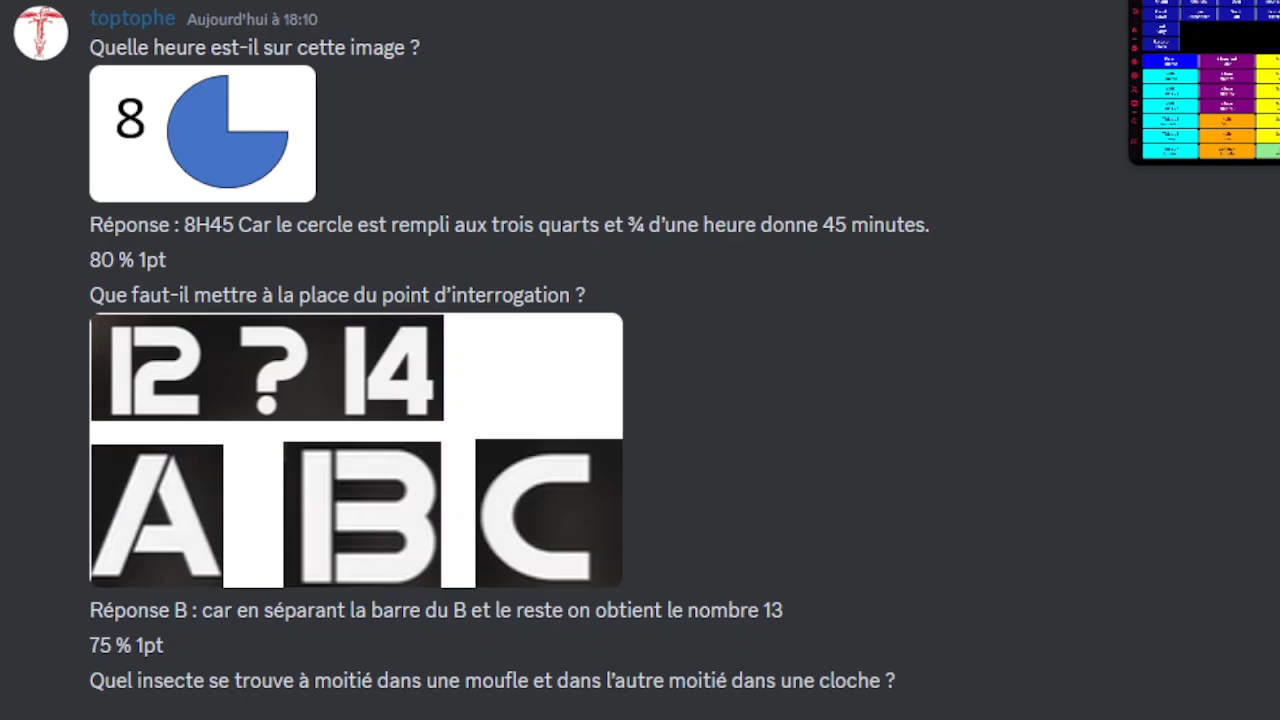 toptophe Aujourd'hui à 18:10
Quelle heure est-il sur cette image ?
8
Réponse : 8H45 Car le cercle est rempli aux trois quarts et ¾ d'une heure donne 45 minutes.
80 % 1pt
Que faut-il mettre à la place du point d'interrogation ?
12 ? 14
A B C
Réponse B : car en séparant la barre du B et le reste on obtient le nombre 13
75 % 1pt
Quel insecte se trouve à moitié dans une moufle et dans l'autre moitié dans une cloche ?